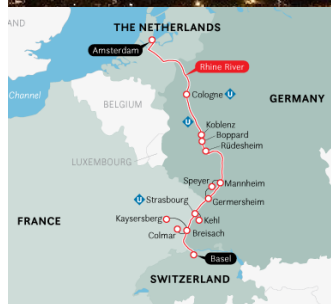 AND
THE NETHERLANDS
Amsterdam
Rhine River
Channel
Cologne U
BELGIUM
GERMANY
U
Koblenz
Boppard
Rüdesheim
LUXEMBOURG
Speyer
Mannheim
U
Strasbourg
Germersheim
Kaysersberg
Kehl
FRANCE
Colmar
Breisach
Basel
SWITZERLAND